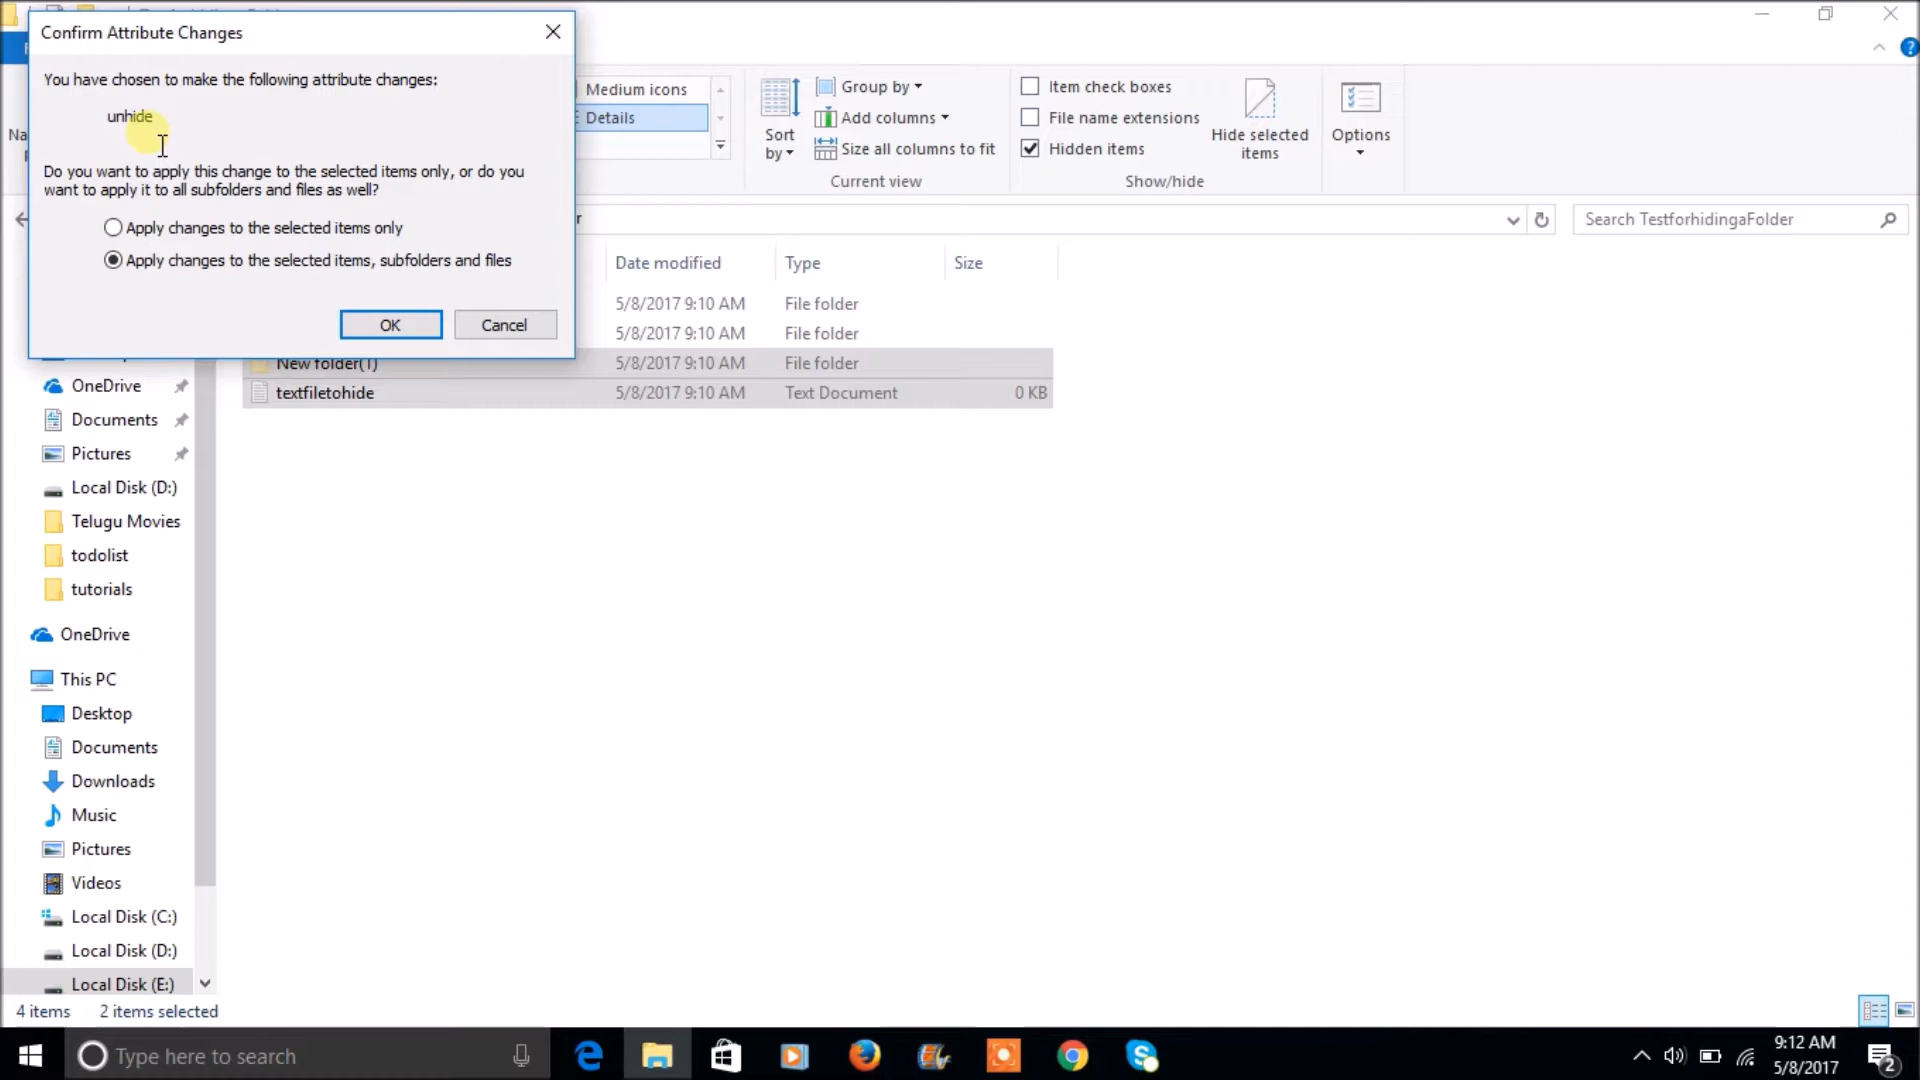 Confirm Attribute Changes
You have chosen to make the following attribute changes:
unhide
Do you want to apply this change to the selected items only, or do you
want to apply it to all subfolders and files as well?
Apply changes to the selected items only
Apply changes to the selected items, subfolders and files
OK
Cancel
Na
Medium icons
Details
Sort
by
Group by
Add columns
Size all columns to fit
Current view
Item check boxes
File name extensions
Hidden items
Hide selected
items
Show/hide
Options
Search TestforhidingaFolder
Date modified
Type
Size
5/8/2017 9:10 AM
File folder
5/8/2017 9:10 AM
File folder
New folder(1)
5/8/2017 9:10 AM
File folder
textfiletohide
5/8/2017 9:10 AM
Text Document
0 KB
OneDrive
Documents
Pictures
Local Disk (D:)
Telugu Movies
todolist
tutorials
OneDrive
This PC
Desktop
Documents
Downloads
Music
Pictures
Videos
Local Disk (C:)
Local Disk (D:)
Local Disk (E:)
4 items
2 items selected
Type here to search
9:12 AM
5/8/2017
2